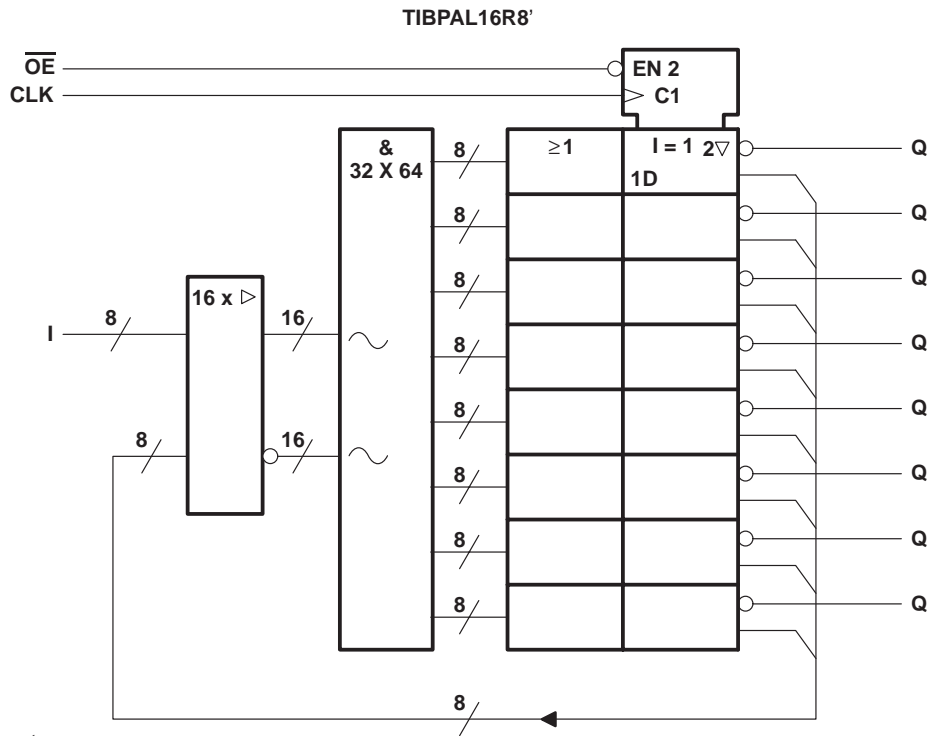 TIBPAL16R8’
OE
EN 2
CLK
C1
&
32 X 64
8
≥1
I = 1 2▽
1D
Q
8
Q
8
Q
16 x ▷
I
8
16
8
Q
8
Q
8
16
8
Q
8
Q
8
Q
8